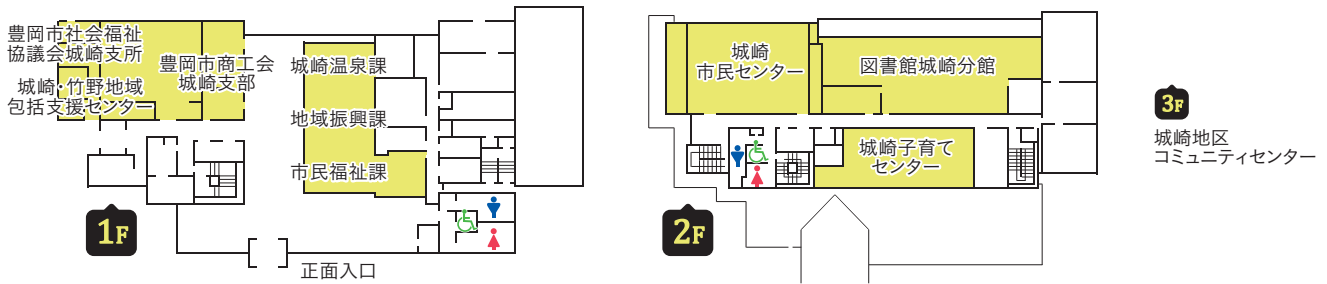 豊岡市社会福祉
協議会城崎支所
城崎・竹野地域
包括支援センター
豊岡市商工会
城崎支部
城崎温泉課
地域振興課
市民福祉課
1F
正面入口
城崎
市民センター
図書館城崎分館
城崎子育て
センター
2F
3F
城崎地区
コミュニティセンター